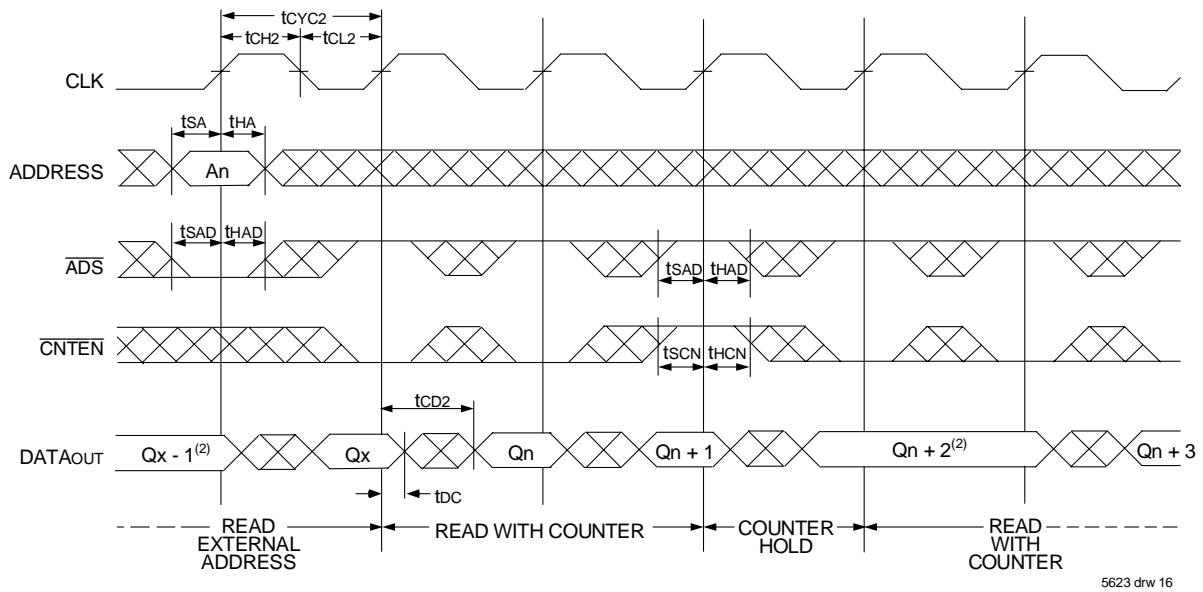 tCYC2
tCH2 tCL2
CLK
tSA tHA
ADDRESS An
tSAD tHAD
ADS
tSAD tHAD
CNTEN
tSCN tHCN
tCD2
DATAOUT Qx - 1(2) Qx Qn Qn + 1 Qn + 2(2) Qn + 3
tDC
READ EXTERNAL ADDRESS
READ WITH COUNTER
COUNTER HOLD
READ WITH COUNTER
5623 drw 16